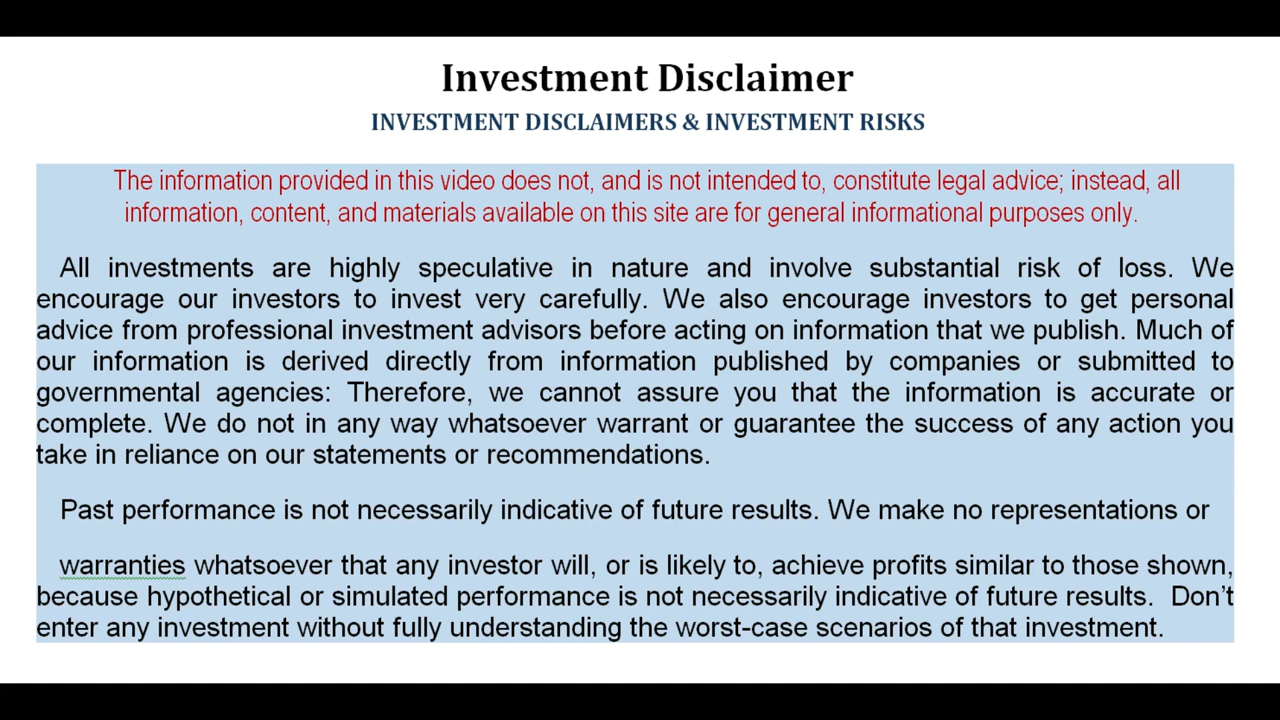 Investment Disclaimer
INVESTMENT DISCLAIMERS & INVESTMENT RISKS
The information provided in this video does not, and is not intended to, constitute legal advice; instead, all
information, content, and materials available on this site are for general informational purposes only.
All investments are highly speculative in nature and involve substantial risk of loss. We
encourage our investors to invest very carefully. We also encourage investors to get personal
advice from professional investment advisors before acting on information that we publish. Much of
our information is derived directly from information published by companies or submitted to
governmental agencies: Therefore, we cannot assure you that the information is accurate or
complete. We do not in any way whatsoever warrant or guarantee the success of any action you
take in reliance on our statements or recommendations.
Past performance is not necessarily indicative of future results. We make no representations or
warranties whatsoever that any investor will, or is likely to, achieve profits similar to those shown,
because hypothetical or simulated performance is not necessarily indicative of future results. Don’t
enter any investment without fully understanding the worst-case scenarios of that investment.